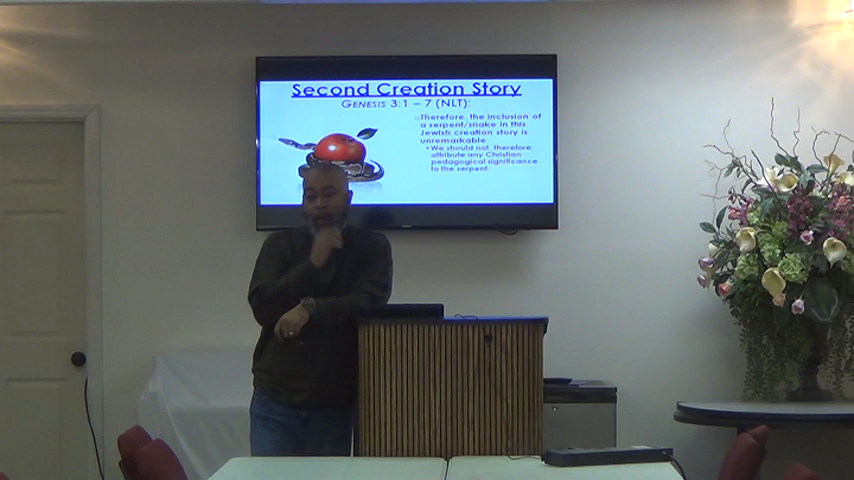 Second Creation Story
GENESIS 3:1 – 7 (NLT):
Therefore, the inclusion of
a serpent/snake in this
Jewish creation story is
unremarkable.
• We should not, therefore,
attribute any Christian
pedagogical significance
to the serpent.